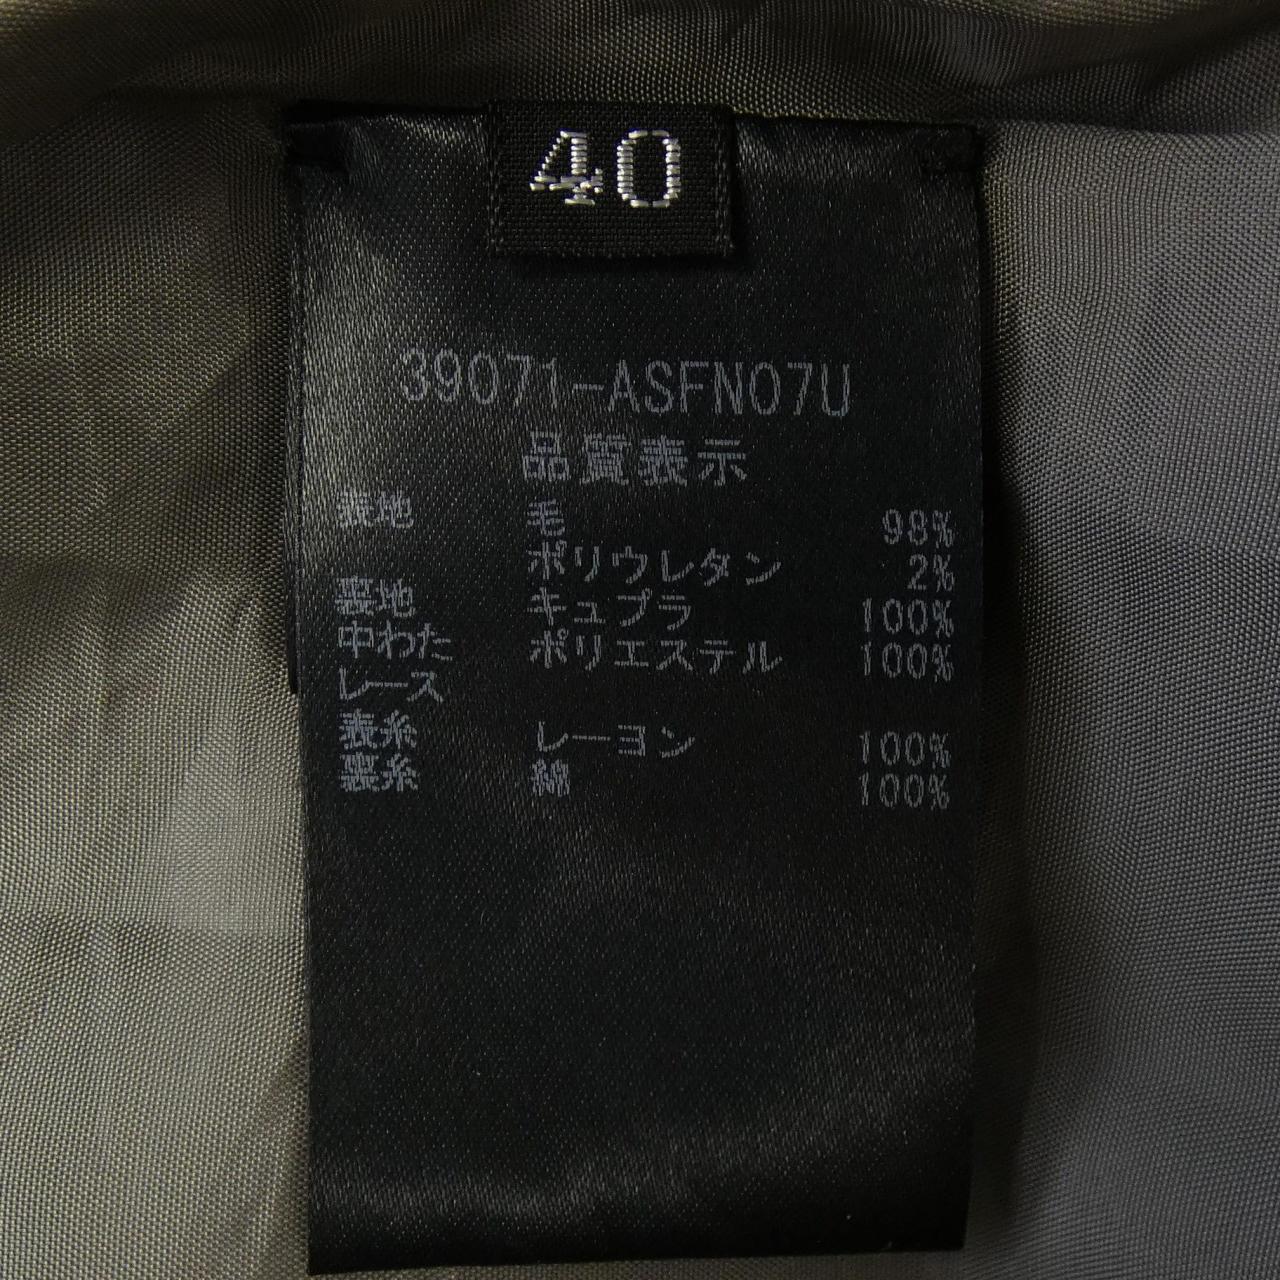 40
39071-ASFN07U
品質表示
表地 毛 98%
ポリウレタン 2%
裏地 キュプラ 100%
中わた ポリエステル 100%
レース
表糸 レーヨン 100%
裏糸 綿 100%